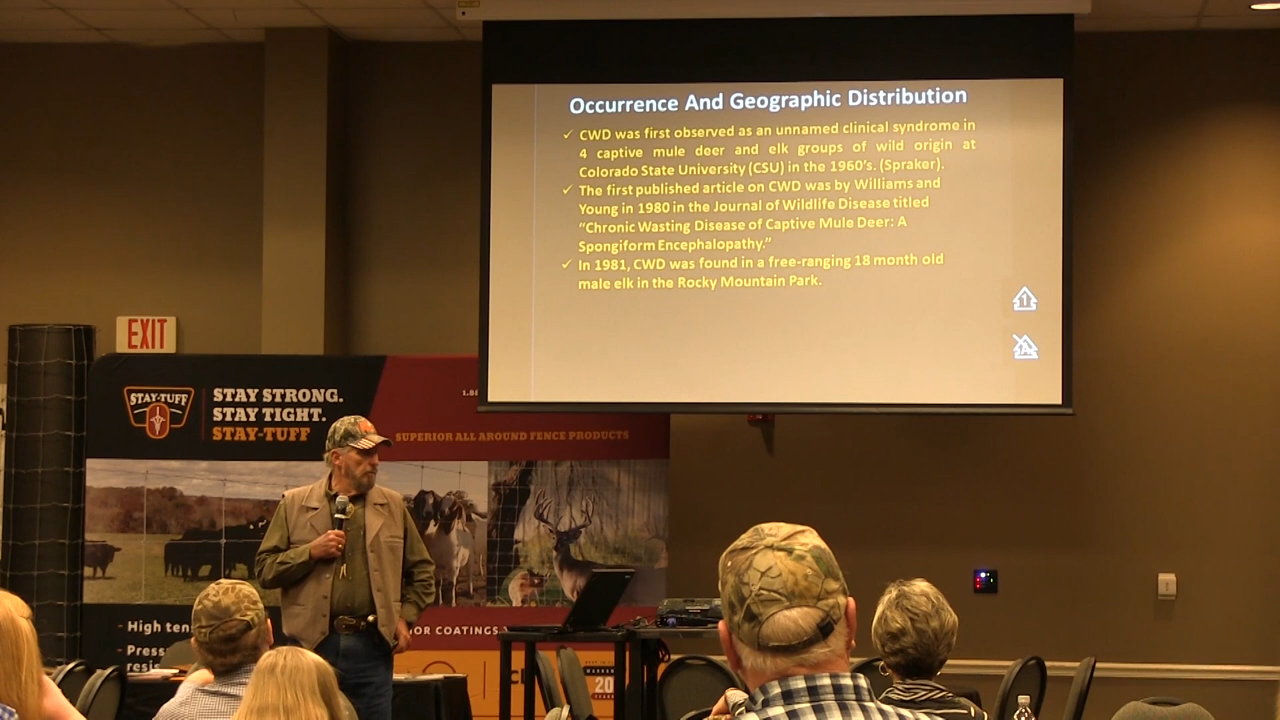 Occurrence And Geographic Distribution
✓ CWD was first observed as an unnamed clinical syndrome in
4 captive mule deer and elk groups of wild origin at
Colorado State University (CSU) in the 1960's. (Spraker).
✓ The first published article on CWD was by Williams and
Young in 1980 in the Journal of Wildlife Disease titled
"Chronic Wasting Disease of Captive Mule Deer: A
Spongiform Encephalopathy."
✓ In 1981, CWD was found in a free-ranging 18 month old
male elk in the Rocky Mountain Park.
1
A
EXIT
STAY-TUFF
STAY STRONG.
STAY TIGHT.
STAY-TUFF
SUPERIOR ALL AROUND FENCE PRODUCTS
- High
20